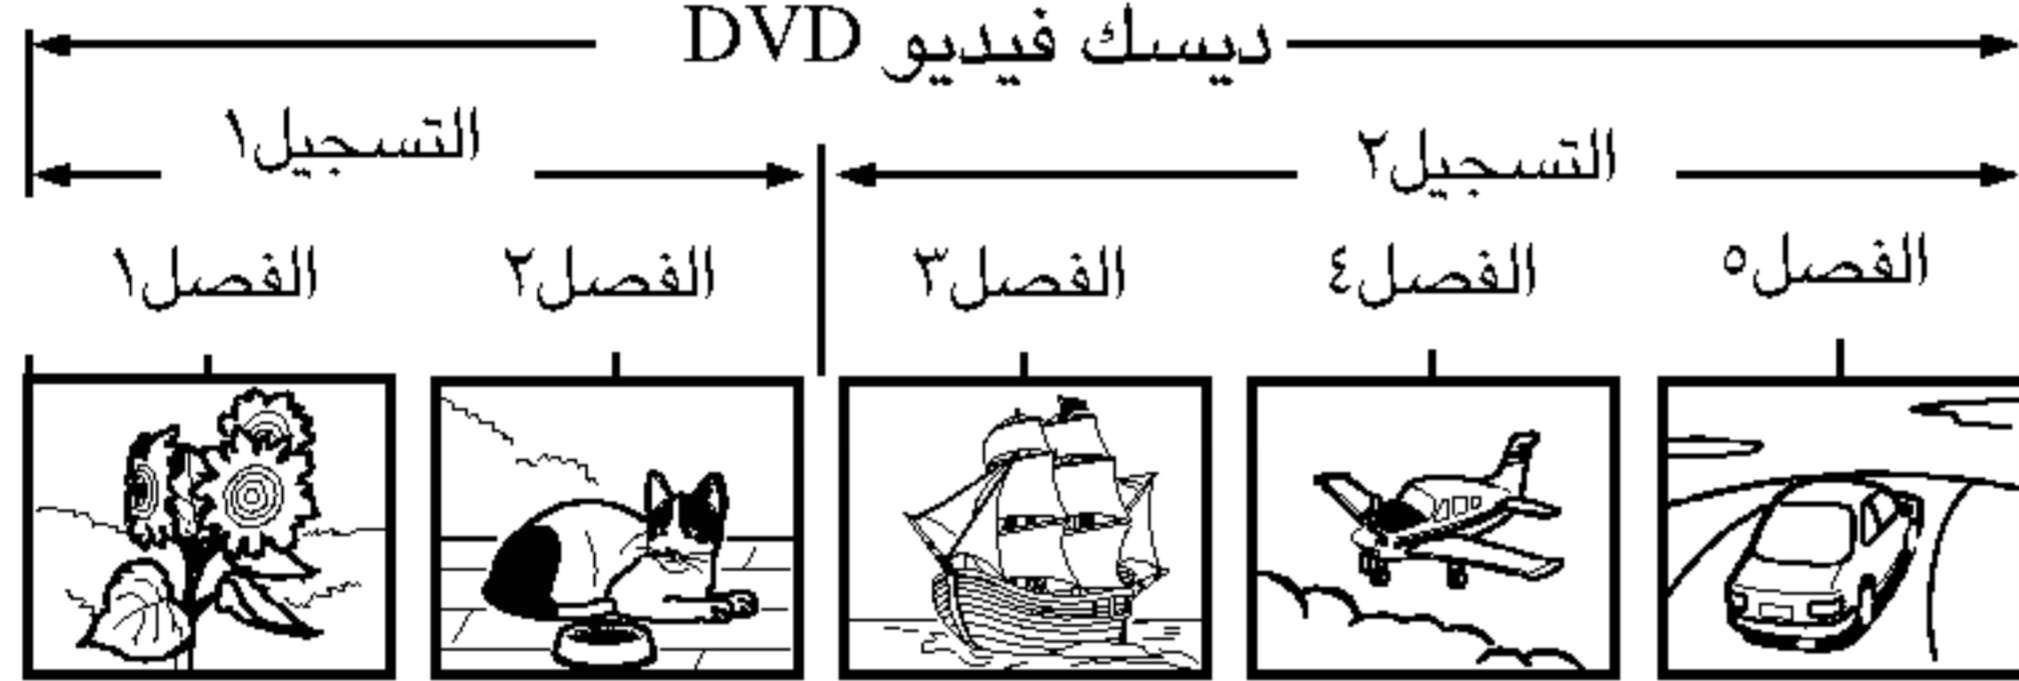 ديسك فيديو DVD
التسجيل١
التسجيل٢
الفصل١
الفصل٢
الفصل٣
الفصل٤
الفصل٥